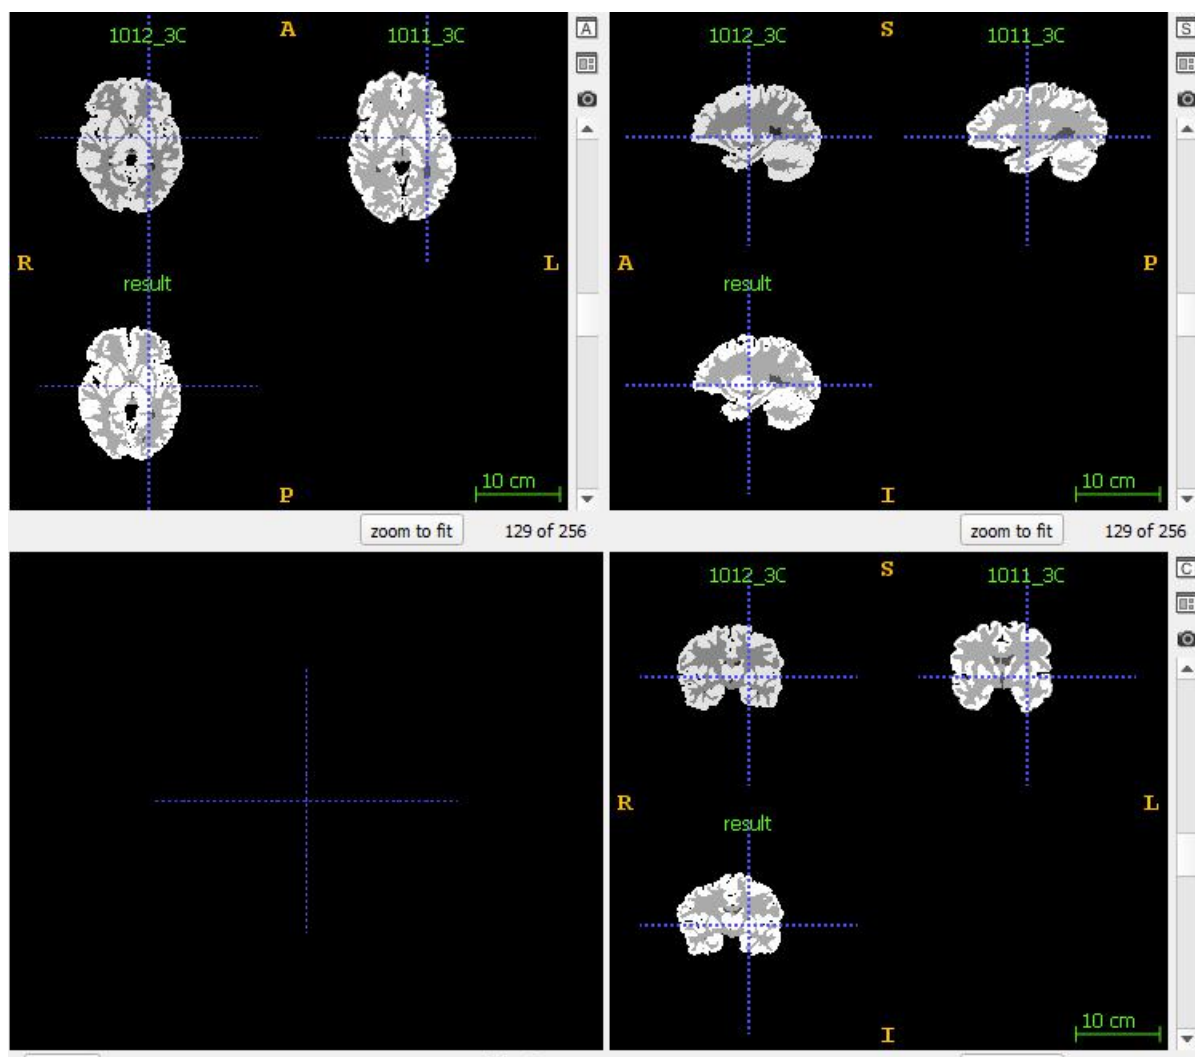 1012_3C A 1011_3C
A
R L
result
10 cm
P
zoom to fit 129 of 256
1012_3C S 1011_3C
S
A P
result
10 cm
I
zoom to fit 129 of 256
1012_3C S 1011_3C
C
R L
result
10 cm
I